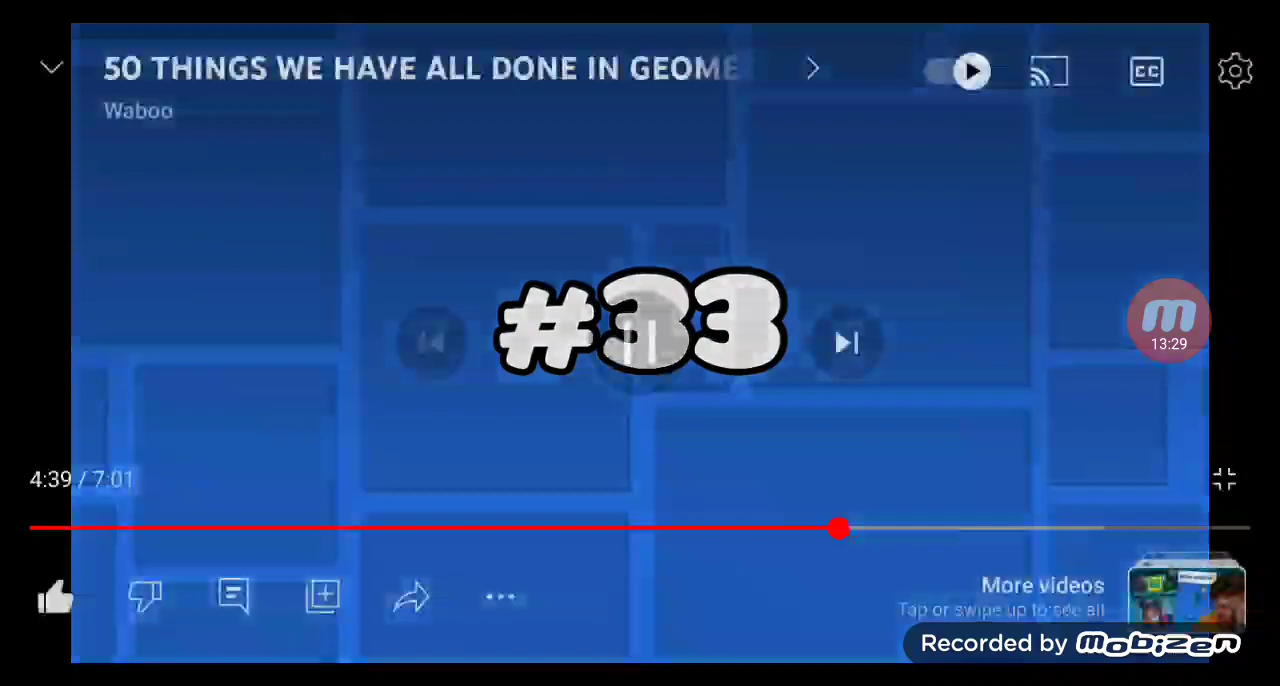 50 THINGS WE HAVE ALL DONE IN GEOME
Waboo
CC
#33
13:29
4:39 / 7:01
More videos
Tap or swipe up to see all
Recorded by mobizen